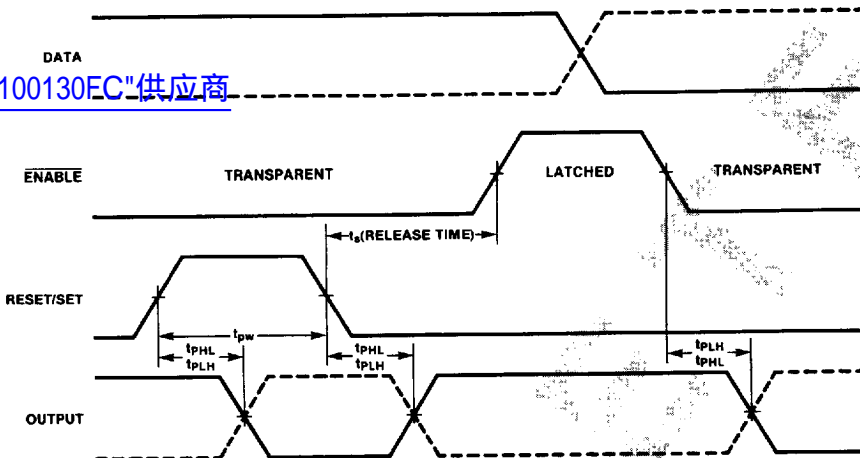 DATA
100130FC"供应商
ENABLE
TRANSPARENT
LATCHED
TRANSPARENT
ts(RELEASE TIME)
RESET/SET
tpw
tPHL
tPLH
tPHL
tPLH
tPLH
tPHL
OUTPUT